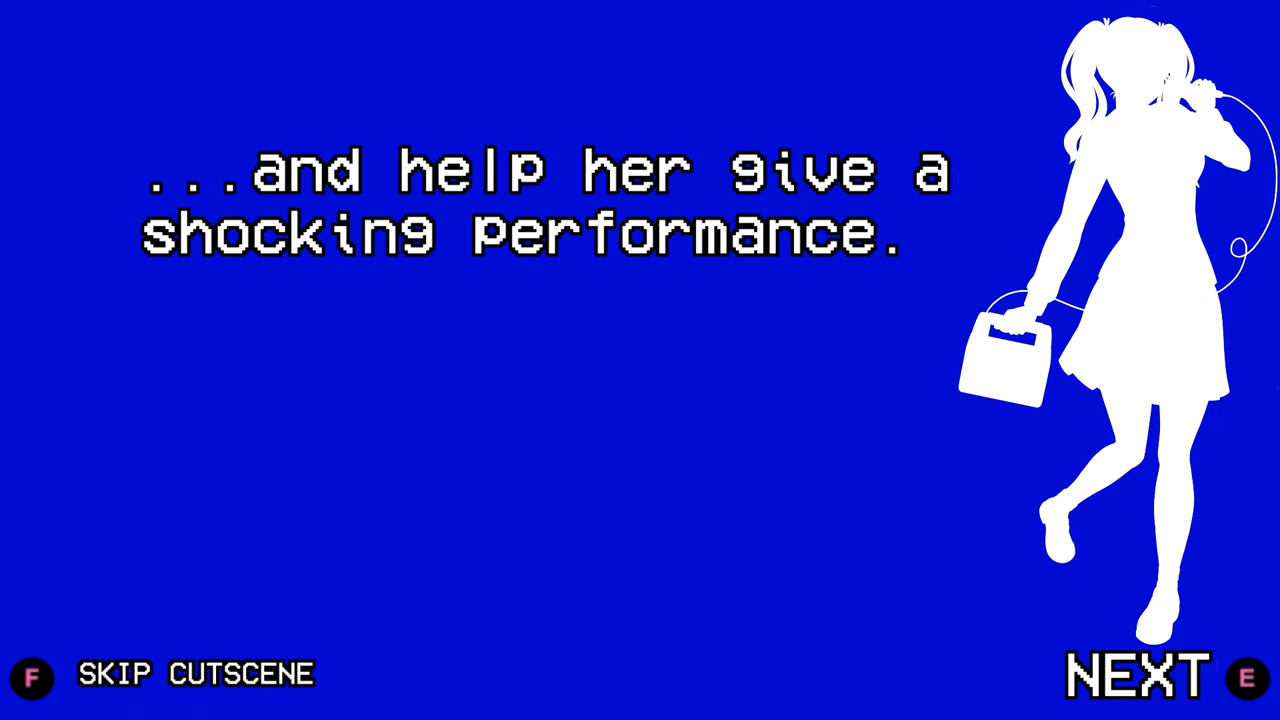 ...and help her give a
shocking performance.
F SKIP CUTSCENE
NEXT E